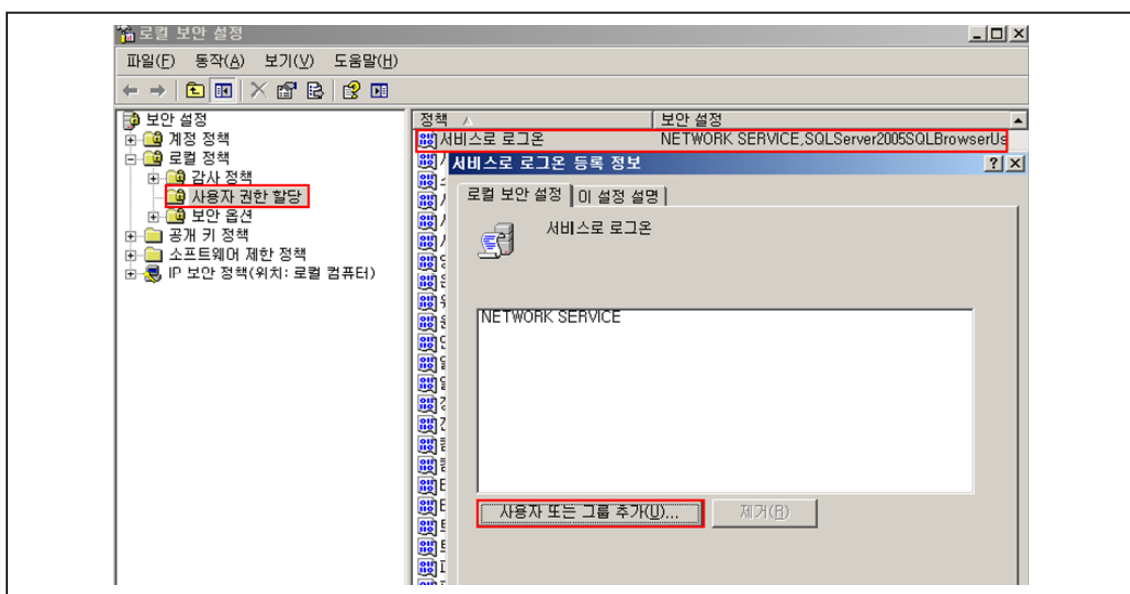 로컬 보안 설정
파일(F) 동작(A) 보기(V) 도움말(H)
보안 설정
계정 정책
로컬 정책
감사 정책
사용자 권한 할당
보안 옵션
공개 키 정책
소프트웨어 제한 정책
IP 보안 정책(위치: 로컬 컴퓨터)
정책 보안 설정
서비스로 로그온 NETWORK SERVICE,SQLServer2005SQLBrowserUs
서비스로 로그온 등록 정보
로컬 보안 설정 이 설정 설명
서비스로 로그온
NETWORK SERVICE
사용자 또는 그룹 추가(U)... 제거(R)